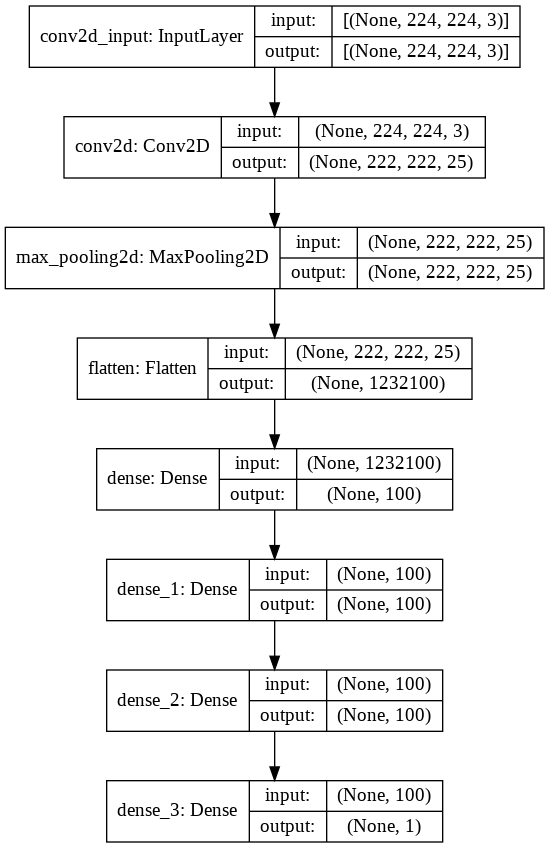 conv2d_input: InputLayer
input: [(None, 224, 224, 3)]
output: [(None, 224, 224, 3)]
conv2d: Conv2D
input: (None, 224, 224, 3)
output: (None, 222, 222, 25)
max_pooling2d: MaxPooling2D
input: (None, 222, 222, 25)
output: (None, 222, 222, 25)
flatten: Flatten
input: (None, 222, 222, 25)
output: (None, 1232100)
dense: Dense
input: (None, 1232100)
output: (None, 100)
dense_1: Dense
input: (None, 100)
output: (None, 100)
dense_2: Dense
input: (None, 100)
output: (None, 100)
dense_3: Dense
input: (None, 100)
output: (None, 1)